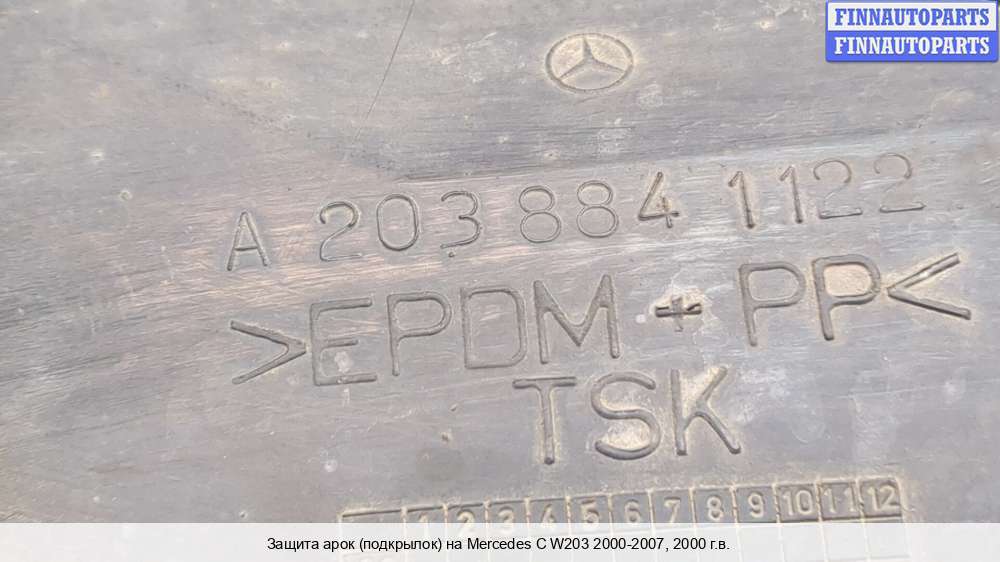 FINNAUTOPARTS
FINNAUTOPARTS
A 203 884 1122
>EPDM + PP<
TSK
1 2 3 4 5 6 7 8 9 10 11 12
Защита арок (подкрылок) на Mercedes C W203 2000-2007, 2000 г.в.